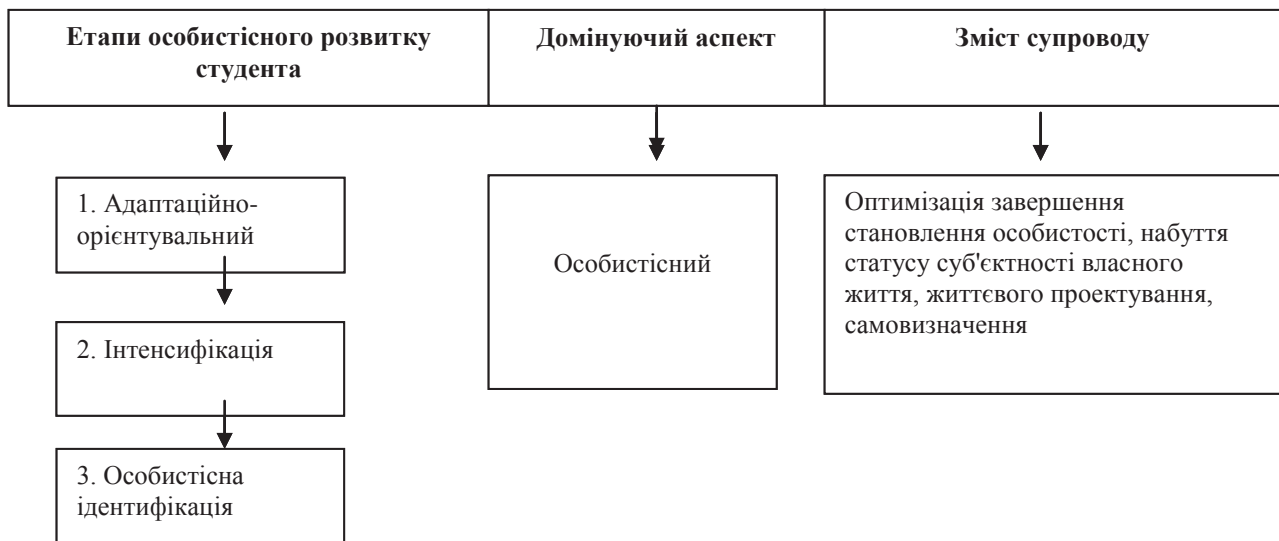 Етапи особистісного розвитку
студента
Домінуючий аспект
Зміст супроводу
1. Адаптаційно-
орієнтувальний
2. Інтенсифікація
3. Особистісна
ідентифікація
Особистісний
Оптимізація завершення
становлення особистості, набуття
статусу суб'єктності власного
життя, життєвого проектування,
самовизначення